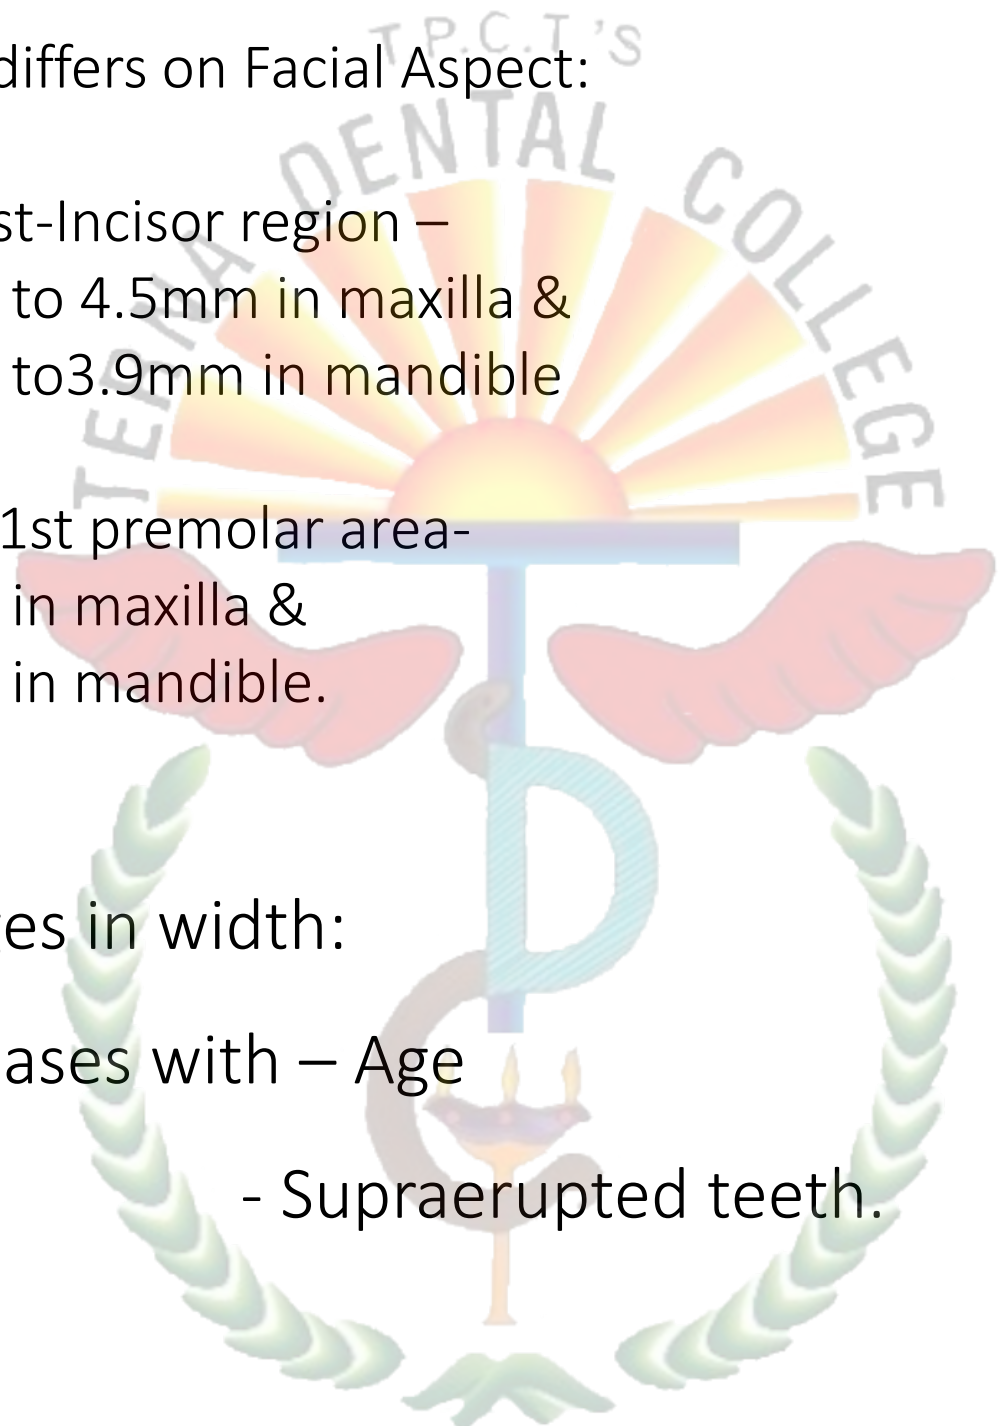 T.P.C.T.'S
TERNA DENTAL COLLEGE
differs on Facial Aspect:
st-Incisor region –
to 4.5mm in maxilla &
to3.9mm in mandible
1st premolar area-
in maxilla &
in mandible.
es in width:
ases with – Age
- Supraerupted teeth.